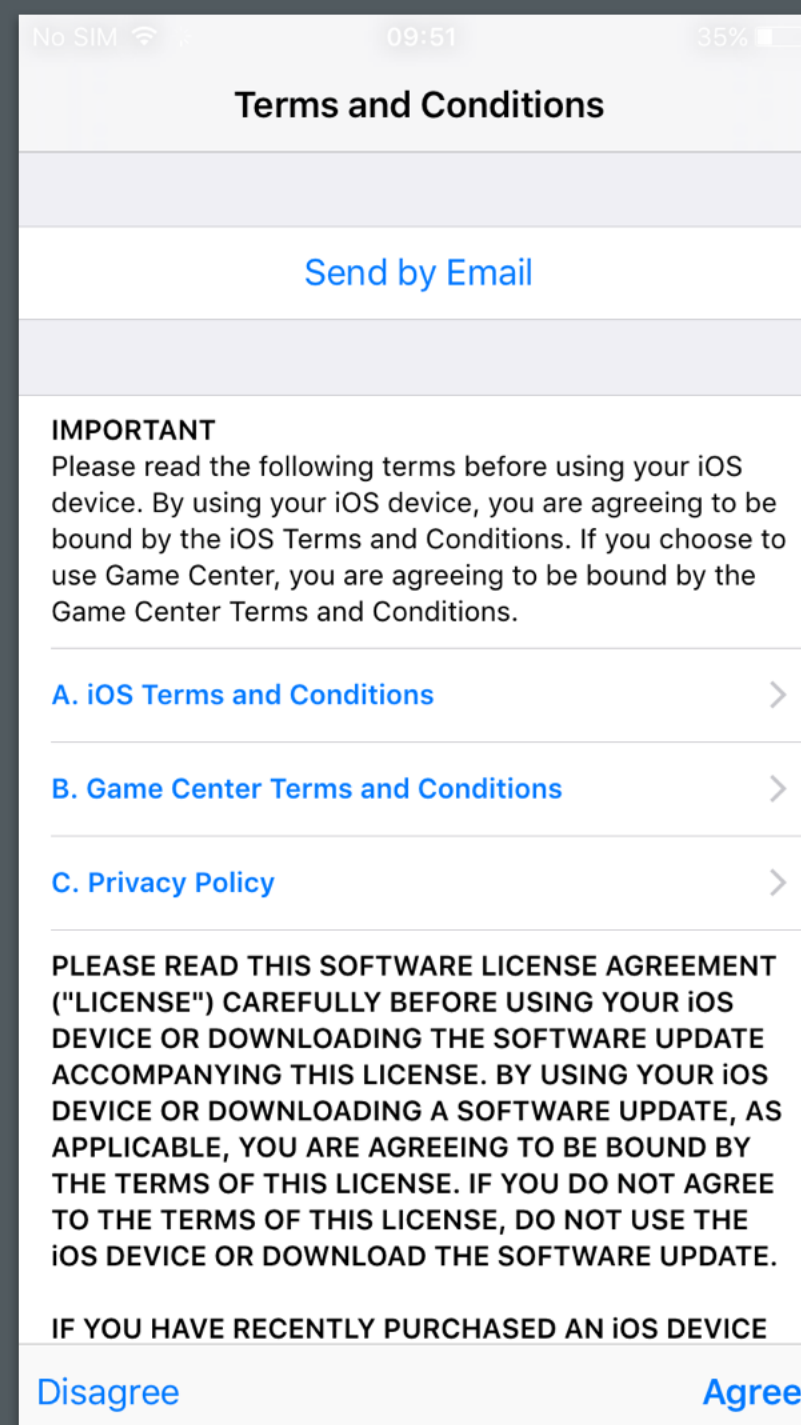 No SIM 09:51 35%
Terms and Conditions
Send by Email
IMPORTANT
Please read the following terms before using your iOS
device. By using your iOS device, you are agreeing to be
bound by the iOS Terms and Conditions. If you choose to
use Game Center, you are agreeing to be bound by the
Game Center Terms and Conditions.
A. iOS Terms and Conditions
B. Game Center Terms and Conditions
C. Privacy Policy
PLEASE READ THIS SOFTWARE LICENSE AGREEMENT
("LICENSE") CAREFULLY BEFORE USING YOUR iOS
DEVICE OR DOWNLOADING THE SOFTWARE UPDATE
ACCOMPANYING THIS LICENSE. BY USING YOUR iOS
DEVICE OR DOWNLOADING A SOFTWARE UPDATE, AS
APPLICABLE, YOU ARE AGREEING TO BE BOUND BY
THE TERMS OF THIS LICENSE. IF YOU DO NOT AGREE
TO THE TERMS OF THIS LICENSE, DO NOT USE THE
iOS DEVICE OR DOWNLOAD THE SOFTWARE UPDATE.
IF YOU HAVE RECENTLY PURCHASED AN iOS DEVICE
Disagree Agree